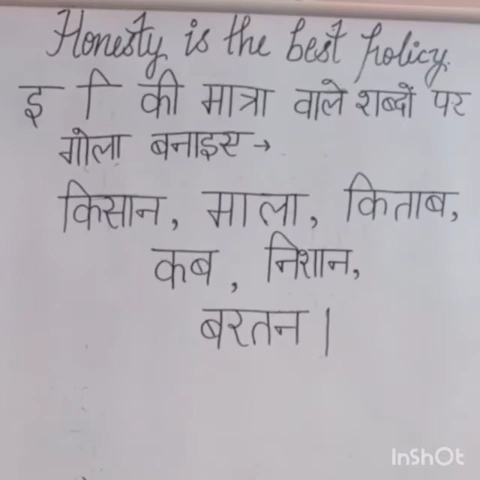 Honesty is the best policy.
इ ि की मात्रा वाले शब्दों पर
गोला बनाइए →
किसान, माला, किताब,
कब, निशान,
बरतन |
InShOt